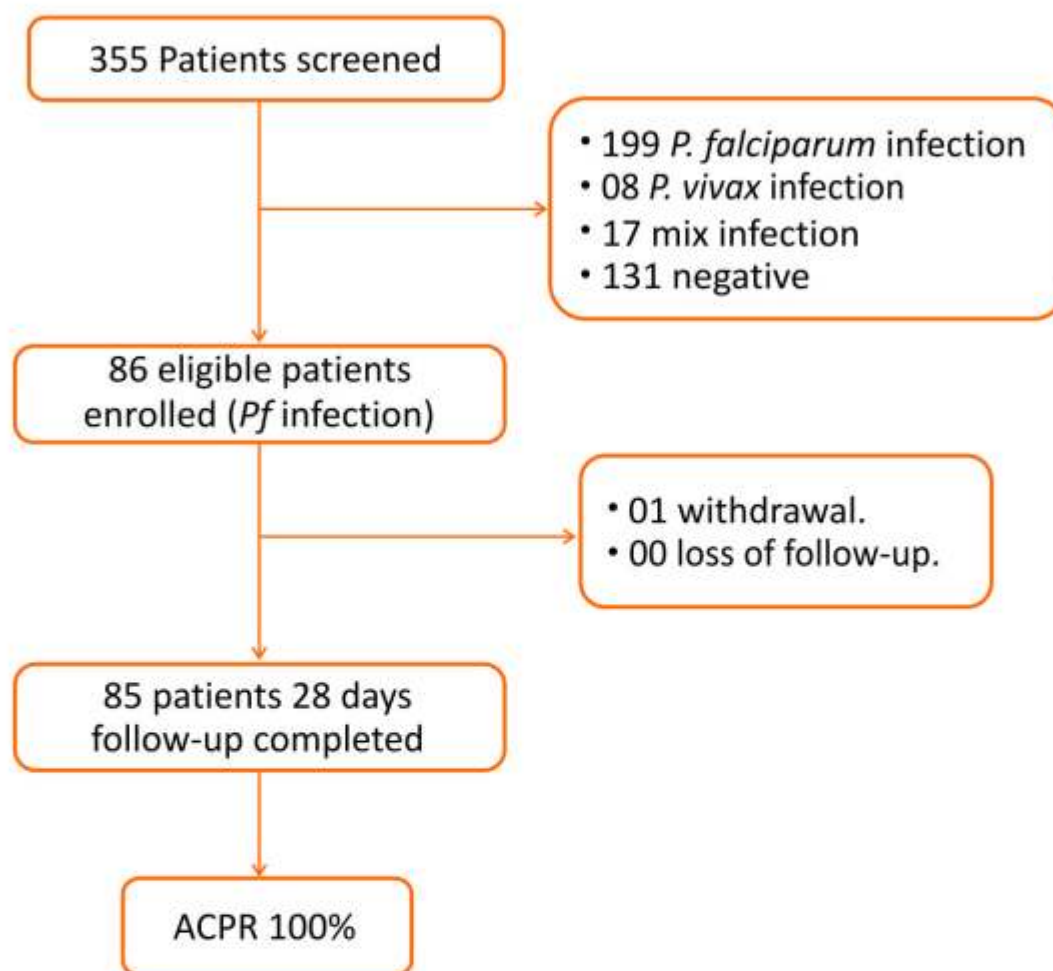 355 Patients screened
• 199 P. falciparum infection
• 08 P. vivax infection
• 17 mix infection
• 131 negative
86 eligible patients
enrolled (Pf infection)
• 01 withdrawal.
• 00 loss of follow-up.
85 patients 28 days
follow-up completed
ACPR 100%